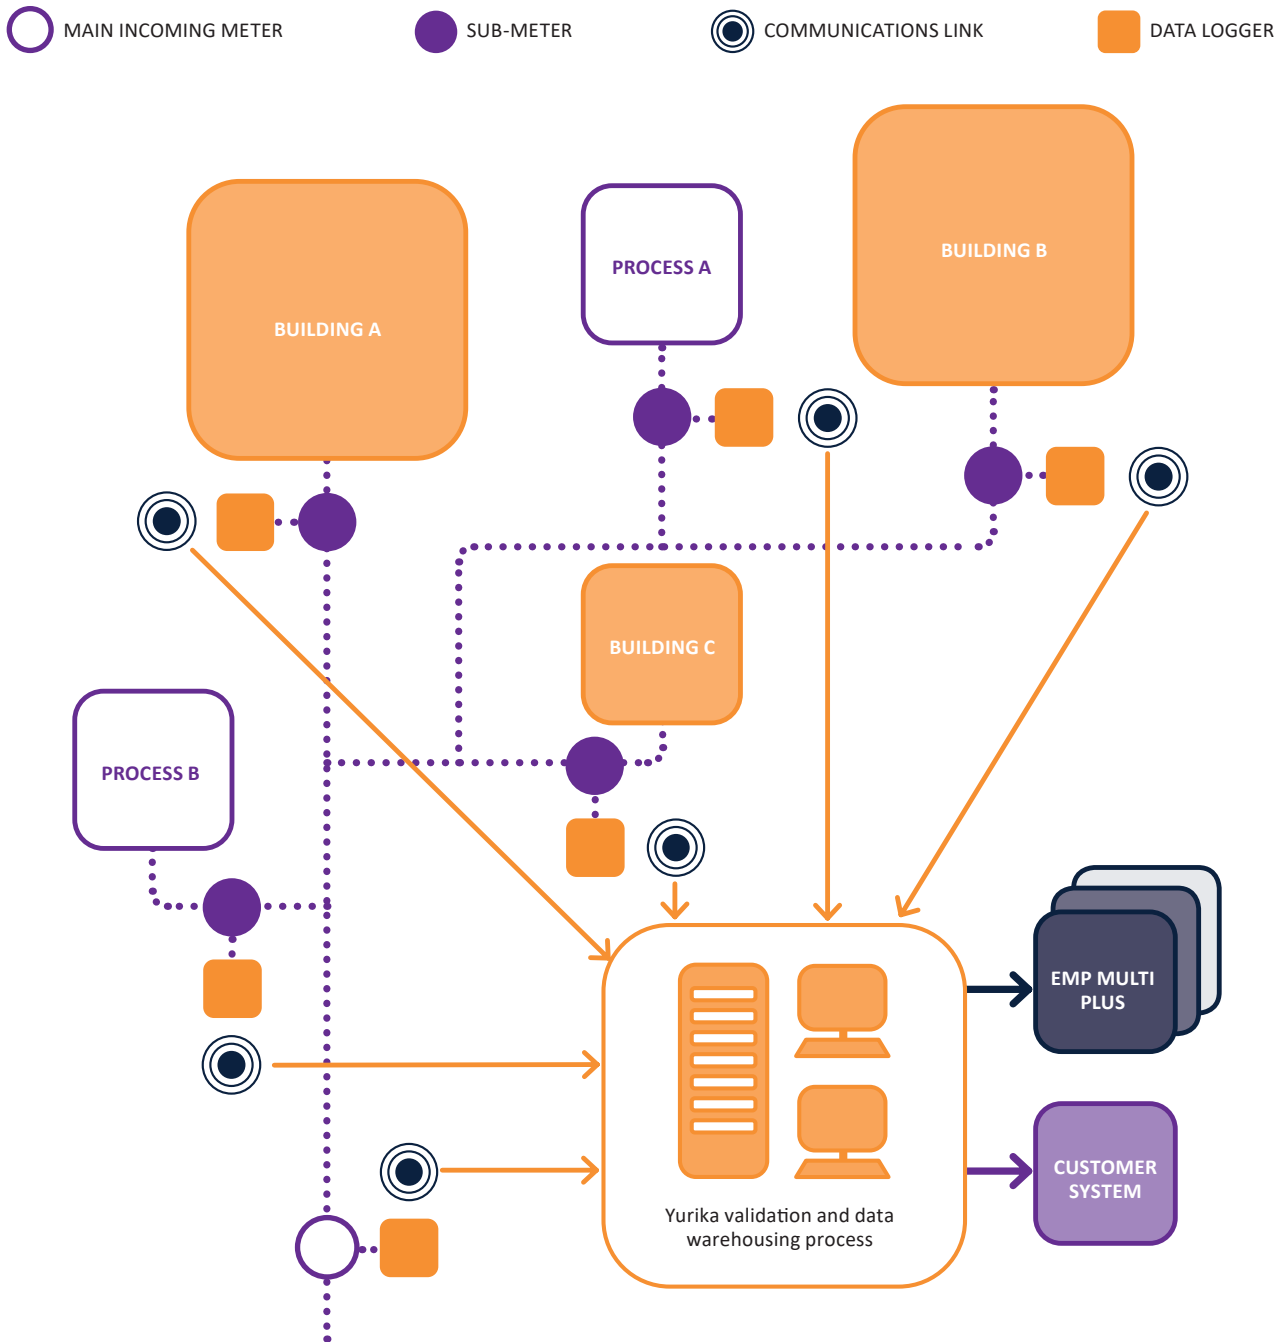 MAIN INCOMING METER
SUB-METER
COMMUNICATIONS LINK
DATA LOGGER
BUILDING A
PROCESS A
BUILDING B
BUILDING C
PROCESS B
EMP MULTI
PLUS
CUSTOMER
SYSTEM
Yurika validation and data
warehousing process